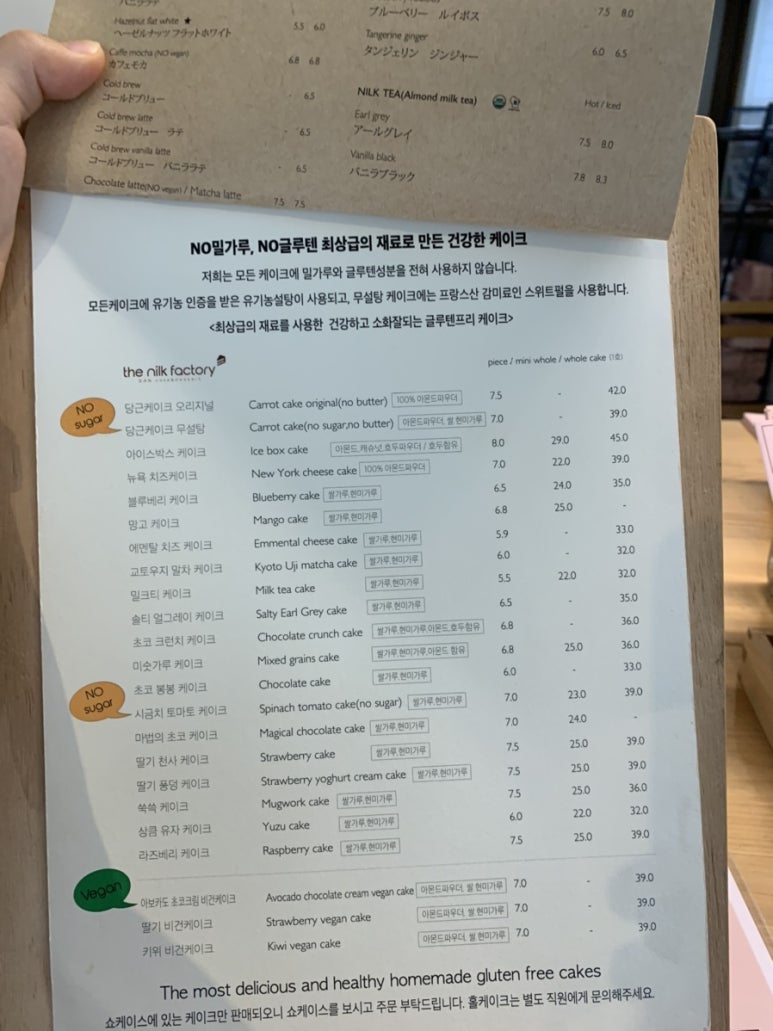 バニララテ
Hazelnut flat white ★ 5.5 6.0
ヘーゼルナッツ フラットホワイト
Caffe mocha (NO vegan) 6.8 6.8
カフェモカ
Cold brew - 6.5
コールドブリュー
Cold brew latte - 6.5
コールドブリュー ラテ
Cold brew vanilla latte - 6.5
コールドブリュー バニララテ
Chocolate latte(NO vegan) / Matcha latte 7.5 7.5
ブルーベリー ルイボス 7.5 8.0
Tangerine ginger 6.0 6.5
タンジェリン ジンジャー
NILK TEA(Almond milk tea) Hot / Iced
Earl grey 7.5 8.0
アールグレイ
Vanilla black 7.8 8.3
バニラブラック
NO밀가루, NO글루텐 최상급의 재료로 만든 건강한 케이크
저희는 모든 케이크에 밀가루와 글루텐성분을 전혀 사용하지 않습니다.
모든케이크에 유기농 인증을 받은 유기농설탕이 사용되고, 무설탕 케이크에는 프랑스산 감미료인 스위트펄을 사용합니다.
<최상급의 재료를 사용한 건강하고 소화잘되는 글루텐프리 케이크>
the nilk factory
piece / mini whole / whole cake (1호)
NO sugar
당근케이크 오리지널 Carrot cake original(no butter) 100% 아몬드파우더 7.5 - 42.0
당근케이크 무설탕 Carrot cake(no sugar,no butter) 아몬드파우더, 쌀 현미가루 7.0 - 39.0
아이스박스 케이크 Ice box cake 아몬드,캐슈넛,호두파우더 / 호두함유 8.0 29.0 45.0
뉴욕 치즈케이크 New York cheese cake 100% 아몬드파우더 7.0 22.0 39.0
블루베리 케이크 Blueberry cake 쌀가루,현미가루 6.5 24.0 35.0
망고 케이크 Mango cake 쌀가루,현미가루 6.8 25.0 -
에멘탈 치즈 케이크 Emmental cheese cake 쌀가루,현미가루 5.9 - 33.0
교토우지 말차 케이크 Kyoto Uji matcha cake 쌀가루,현미가루 6.0 - 32.0
밀크티 케이크 Milk tea cake 쌀가루,현미가루 5.5 22.0 32.0
솔티 얼그레이 케이크 Salty Earl Grey cake 쌀가루,현미가루 6.5 - 35.0
초코 크런치 케이크 Chocolate crunch cake 쌀가루,현미가루,아몬드,호두함유 6.8 - 36.0
미숫가루 케이크 Mixed grains cake 쌀가루,현미가루,아몬드 함유 6.8 25.0 36.0
초코 봉봉 케이크 Chocolate cake 쌀가루,현미가루 6.0 - 33.0
NO sugar
시금치 토마토 케이크 Spinach tomato cake(no sugar) 쌀가루,현미가루 7.0 23.0 39.0
마법의 초코 케이크 Magical chocolate cake 쌀가루,현미가루 7.0 24.0 -
딸기 천사 케이크 Strawberry cake 쌀가루,현미가루 7.5 25.0 39.0
딸기 퐁당 케이크 Strawberry yoghurt cream cake 쌀가루,현미가루 7.5 25.0 39.0
쑥쑥 케이크 Mugwork cake 쌀가루,현미가루 7.5 25.0 36.0
상큼 유자 케이크 Yuzu cake 쌀가루,현미가루 6.0 22.0 32.0
라즈베리 케이크 Raspberry cake 쌀가루,현미가루 7.5 25.0 39.0
Vegan
아보카도 초코크림 비건케이크 Avocado chocolate cream vegan cake 아몬드파우더, 쌀 현미가루 7.0 - 39.0
딸기 비건케이크 Strawberry vegan cake 아몬드파우더, 쌀 현미가루 7.0 - 39.0
키위 비건케이크 Kiwi vegan cake 아몬드파우더, 쌀 현미가루 7.0 - 39.0
The most delicious and healthy homemade gluten free cakes
쇼케이스에 있는 케이크만 판매되오니 쇼케이스를 보시고 주문 부탁드립니다. 홀케이크는 별도 직원에게 문의해주세요.